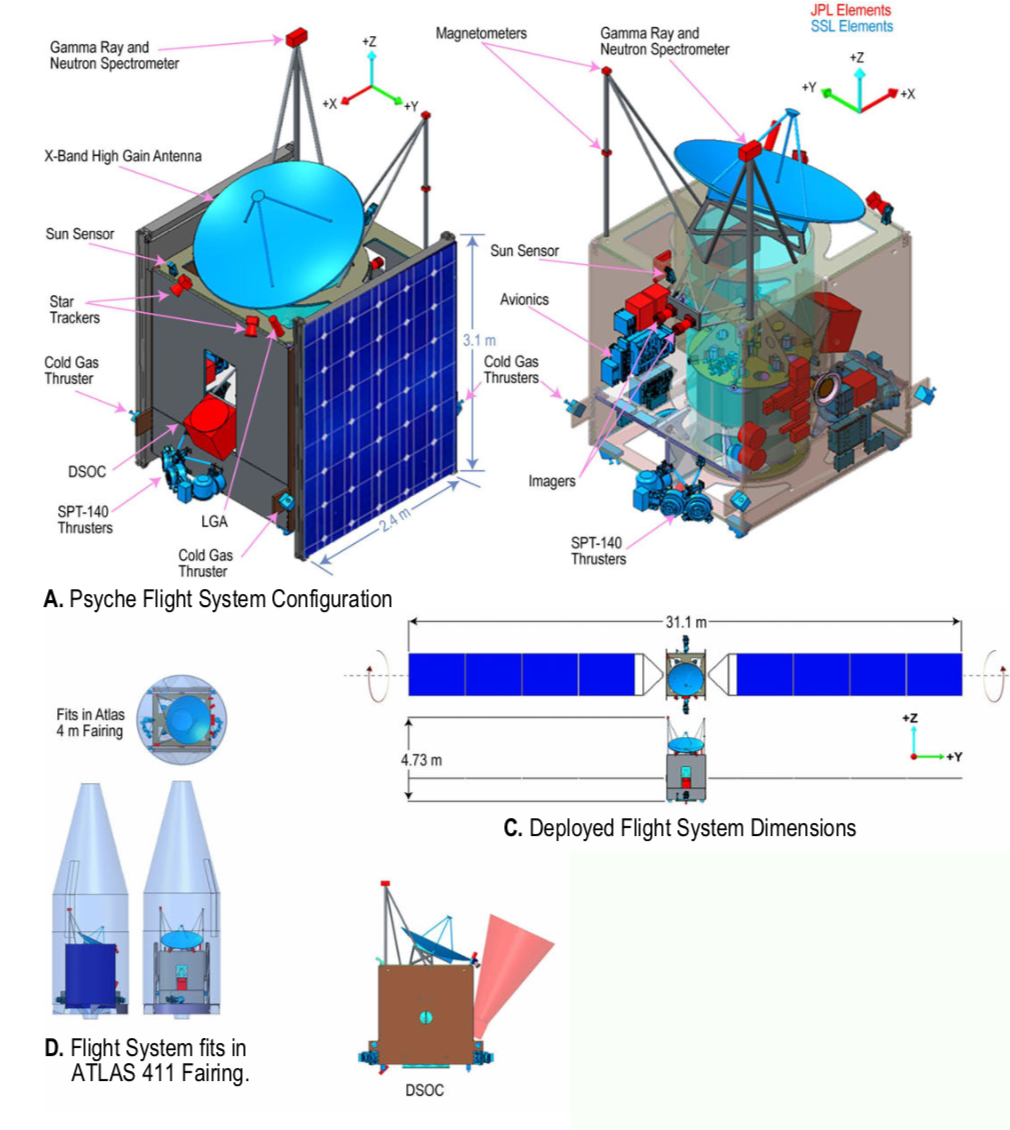 JPL Elements
SSL Elements
Gamma Ray and
Neutron Spectrometer
+Z
+X
+Y
Magnetometers
Gamma Ray and
Neutron Spectrometer
+Z
+Y
+X
X-Band High Gain Antenna
Sun Sensor
Star
Trackers
Cold Gas
Thruster
DSOC
SPT-140
Thrusters
LGA
Cold Gas
Thruster
3.1 m
2.4 m
Sun Sensor
Avionics
Cold Gas
Thrusters
Imagers
SPT-140
Thrusters
A. Psyche Flight System Configuration
31.1 m
4.73 m
+Z
+Y
C. Deployed Flight System Dimensions
Fits in Atlas
4 m Fairing
D. Flight System fits in
ATLAS 411 Fairing.
DSOC